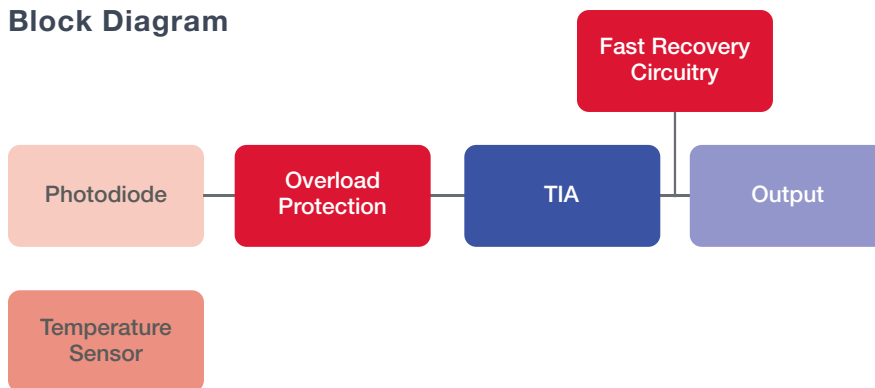 Block Diagram
Fast Recovery
Circuitry
Photodiode
Overload
Protection
TIA
Output
Temperature
Sensor